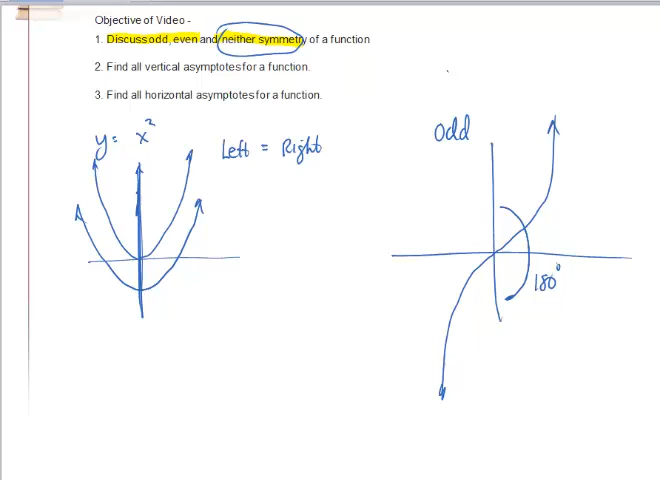 Objective of Video -
1. Discuss odd, even and neither symmetry of a function
2. Find all vertical asymptotes for a function.
3. Find all horizontal asymptotes for a function.
y = x²
Left = Right
odd
180°